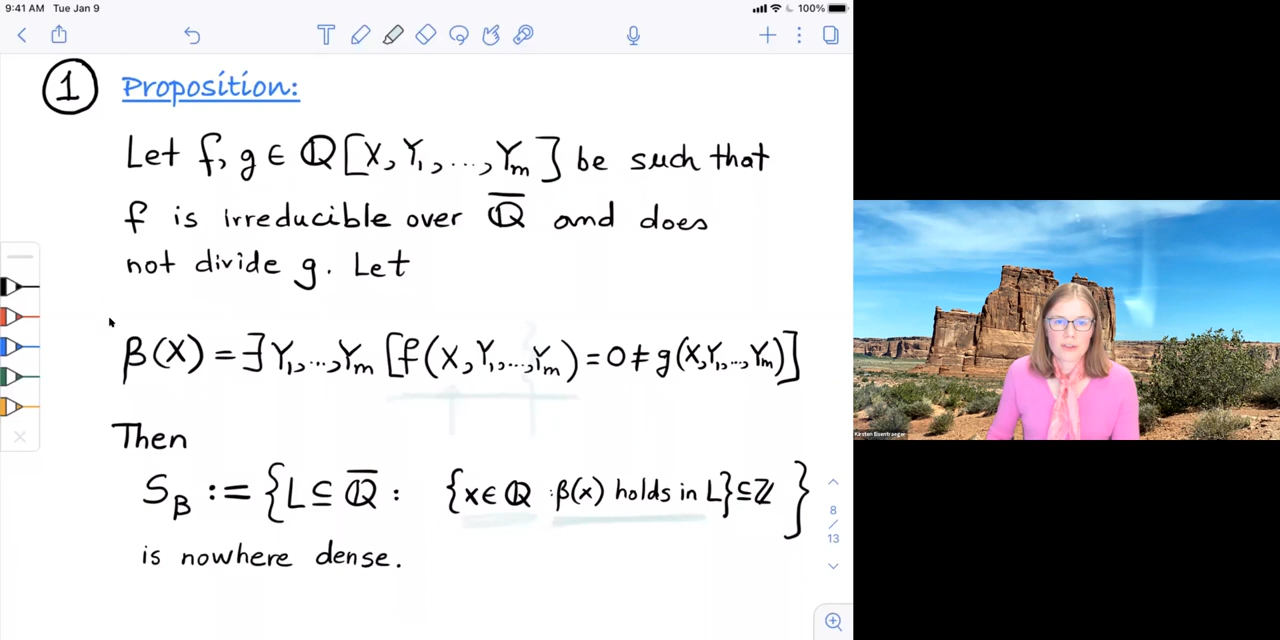 9:41 AM Tue Jan 9
100%
1 Proposition:
Let f, g ∈ ℚ[X, Y₁, ..., Yₘ] be such that
f is irreducible over ℚ̅ and does
not divide g. Let
β(X) = ∃ Y₁, ..., Yₘ [f(X, Y₁, ..., Yₘ) = 0 ≠ g(X, Y₁, ..., Yₘ)]
Then
S_β := {L ⊆ ℚ̅ : {x ∈ ℚ : β(x) holds in L} ⊆ ℤ}
is nowhere dense.
8
/
13
Kirsten Eisentraeger